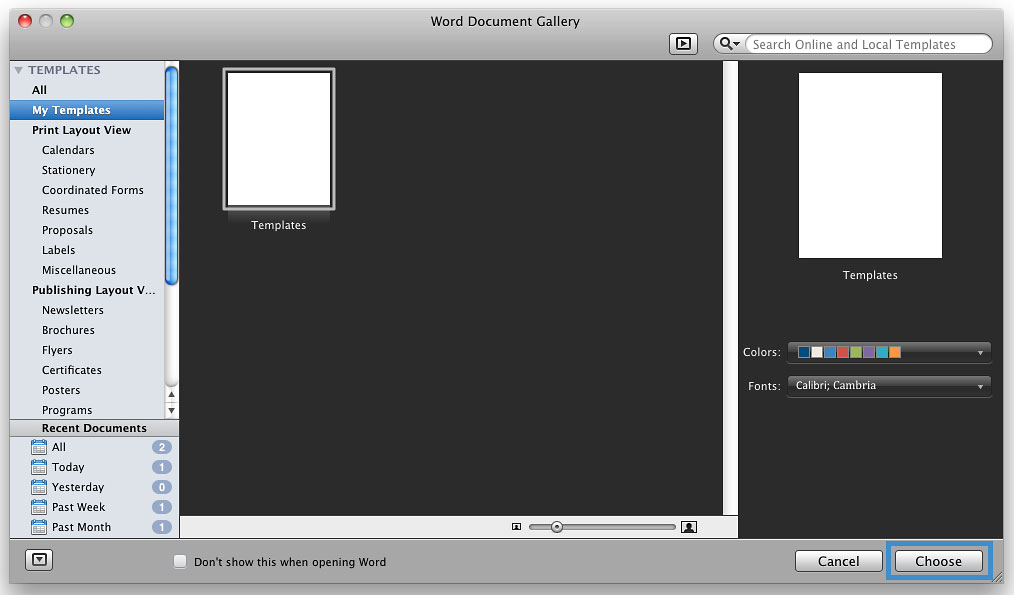 Word Document Gallery
Search Online and Local Templates
TEMPLATES
All
My Templates
Print Layout View
Calendars
Stationery
Coordinated Forms
Resumes
Proposals
Labels
Miscellaneous
Publishing Layout V...
Newsletters
Brochures
Flyers
Certificates
Posters
Programs
Recent Documents
All 2
Today 1
Yesterday 0
Past Week 1
Past Month 1
Templates
Templates
Colors:
Fonts: Calibri; Cambria
Don't show this when opening Word
Cancel
Choose